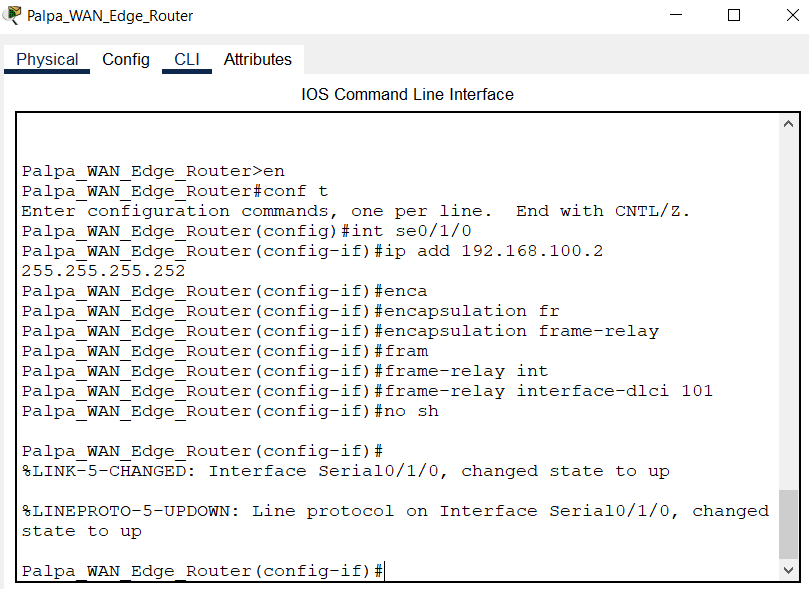 Palpa_WAN_Edge_Router
Physical Config CLI Attributes
IOS Command Line Interface
Palpa_WAN_Edge_Router>en
Palpa_WAN_Edge_Router#conf t
Enter configuration commands, one per line.  End with CNTL/Z.
Palpa_WAN_Edge_Router(config)#int se0/1/0
Palpa_WAN_Edge_Router(config-if)#ip add 192.168.100.2
255.255.255.252
Palpa_WAN_Edge_Router(config-if)#enca
Palpa_WAN_Edge_Router(config-if)#encapsulation fr
Palpa_WAN_Edge_Router(config-if)#encapsulation frame-relay
Palpa_WAN_Edge_Router(config-if)#fram
Palpa_WAN_Edge_Router(config-if)#frame-relay int
Palpa_WAN_Edge_Router(config-if)#frame-relay interface-dlci 101
Palpa_WAN_Edge_Router(config-if)#no sh
Palpa_WAN_Edge_Router(config-if)#
%LINK-5-CHANGED: Interface Serial0/1/0, changed state to up
%LINEPROTO-5-UPDOWN: Line protocol on Interface Serial0/1/0, changed
state to up
Palpa_WAN_Edge_Router(config-if)#